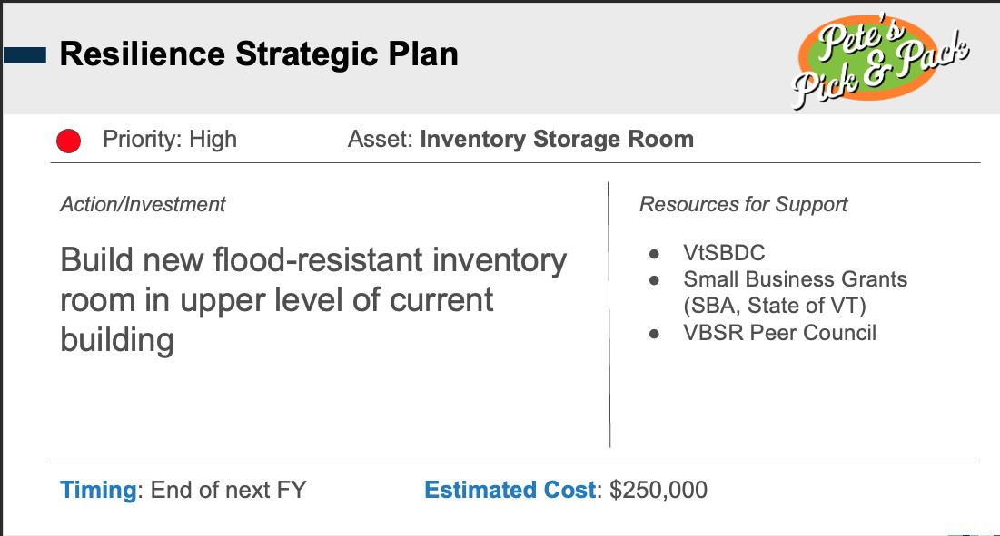 Resilience Strategic Plan
Pete's
Pick & Pack
Priority: High
Asset: Inventory Storage Room
Action/Investment
Build new flood-resistant inventory
room in upper level of current
building
Resources for Support
● VtSBDC
● Small Business Grants
(SBA, State of VT)
● VBSR Peer Council
Timing: End of next FY
Estimated Cost: $250,000